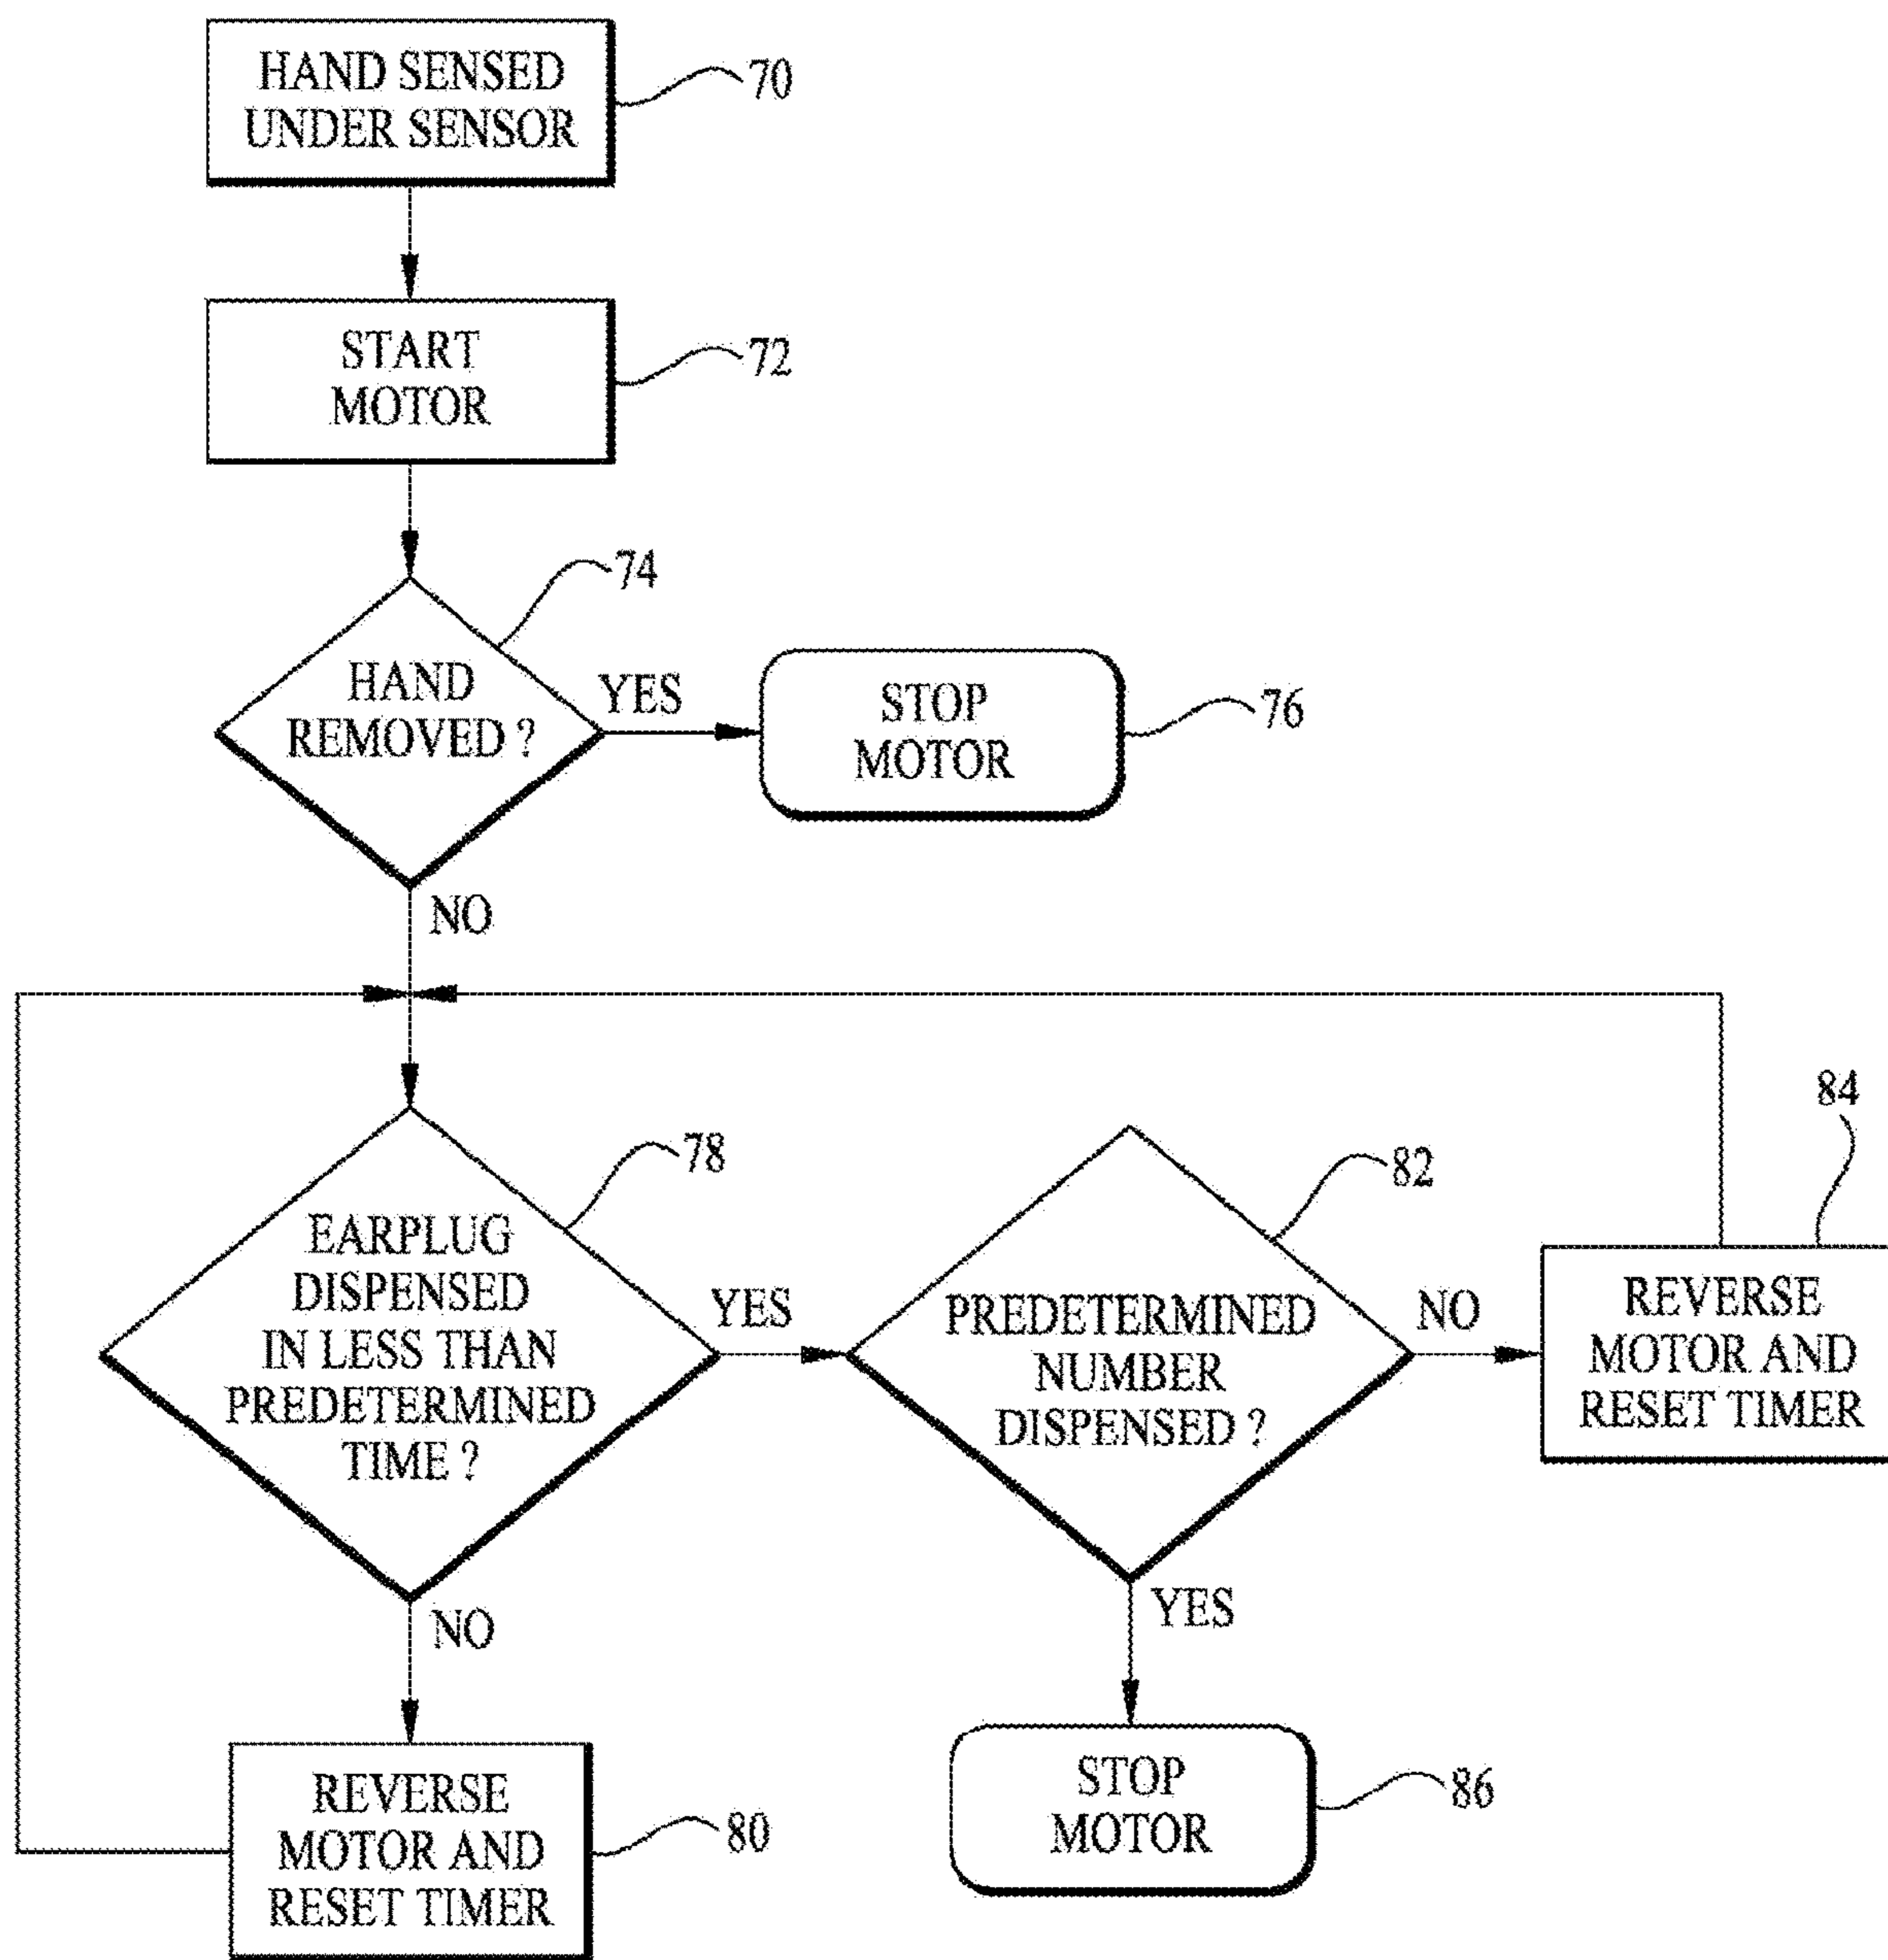 HAND SENSED
UNDER SENSOR
70
START
MOTOR
72
74
HAND
REMOVED ?
YES
STOP
MOTOR
76
NO
78
EARPLUG
DISPENSED
IN LESS THAN
PREDETERMINED
TIME ?
YES
82
PREDETERMINED
NUMBER
DISPENSED ?
NO
84
REVERSE
MOTOR AND
RESET TIMER
NO
YES
REVERSE
MOTOR AND
RESET TIMER
80
STOP
MOTOR
86